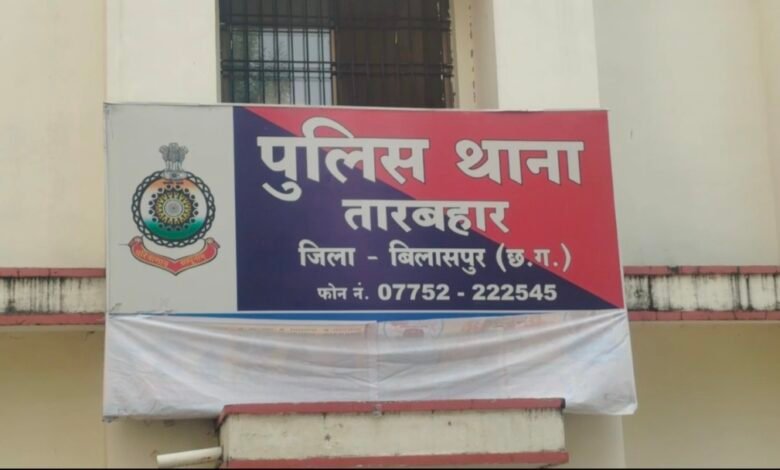 पुलिस थाना
तारबहार
जिला - बिलासपुर (छ.ग.)
फोन नं. 07752 - 222545